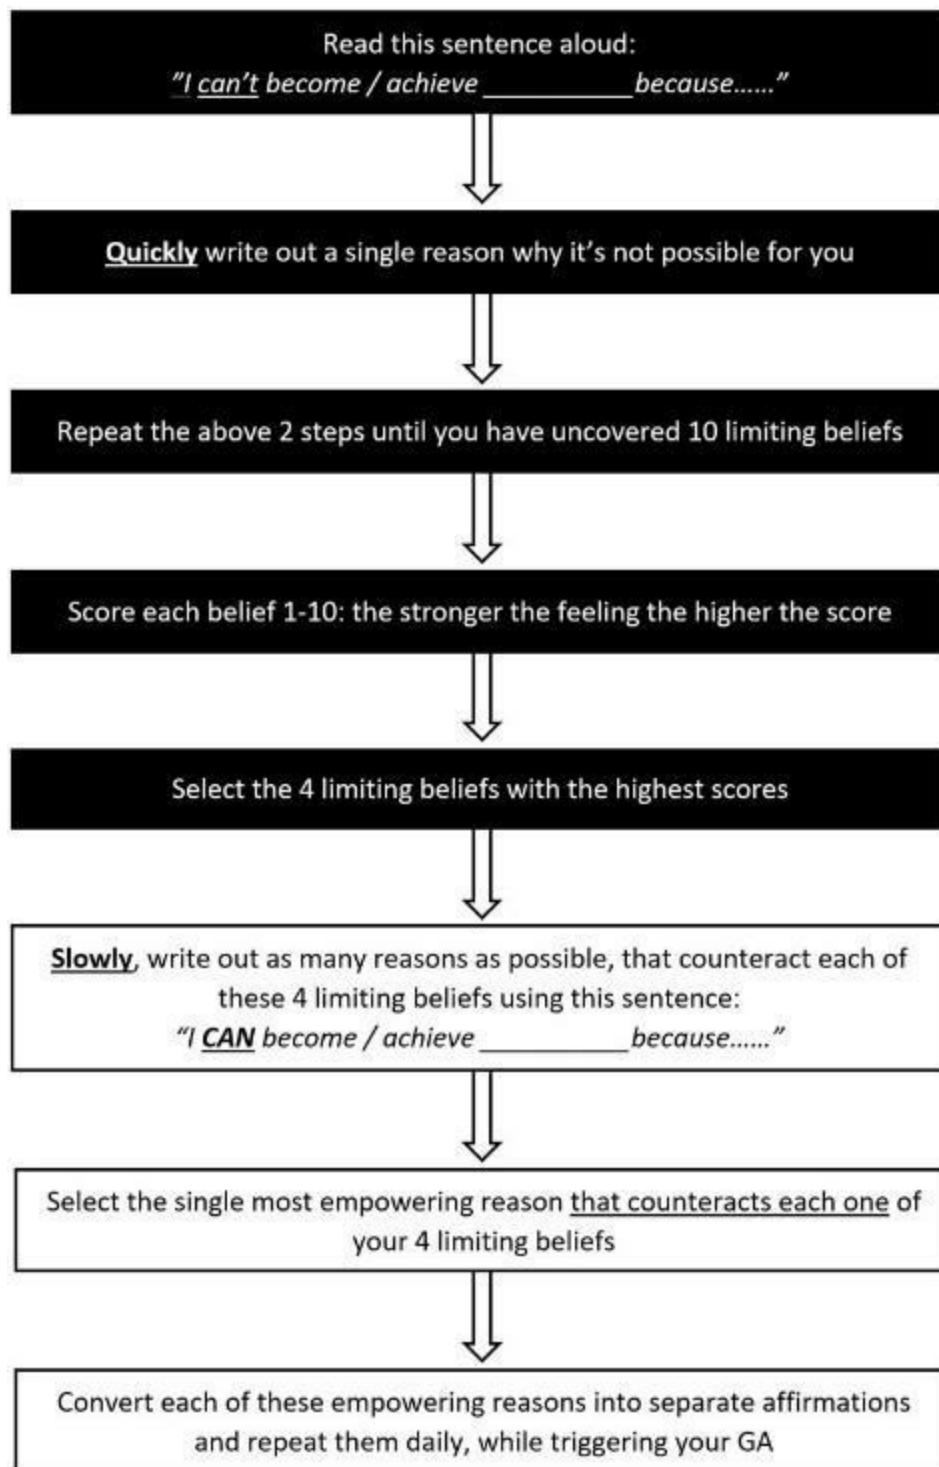 Read this sentence aloud:
"I can't become / achieve __________ because......"
Quickly write out a single reason why it's not possible for you
Repeat the above 2 steps until you have uncovered 10 limiting beliefs
Score each belief 1-10: the stronger the feeling the higher the score
Select the 4 limiting beliefs with the highest scores
Slowly, write out as many reasons as possible, that counteract each of
these 4 limiting beliefs using this sentence:
"I CAN become / achieve __________ because......"
Select the single most empowering reason that counteracts each one of
your 4 limiting beliefs
Convert each of these empowering reasons into separate affirmations
and repeat them daily, while triggering your GA